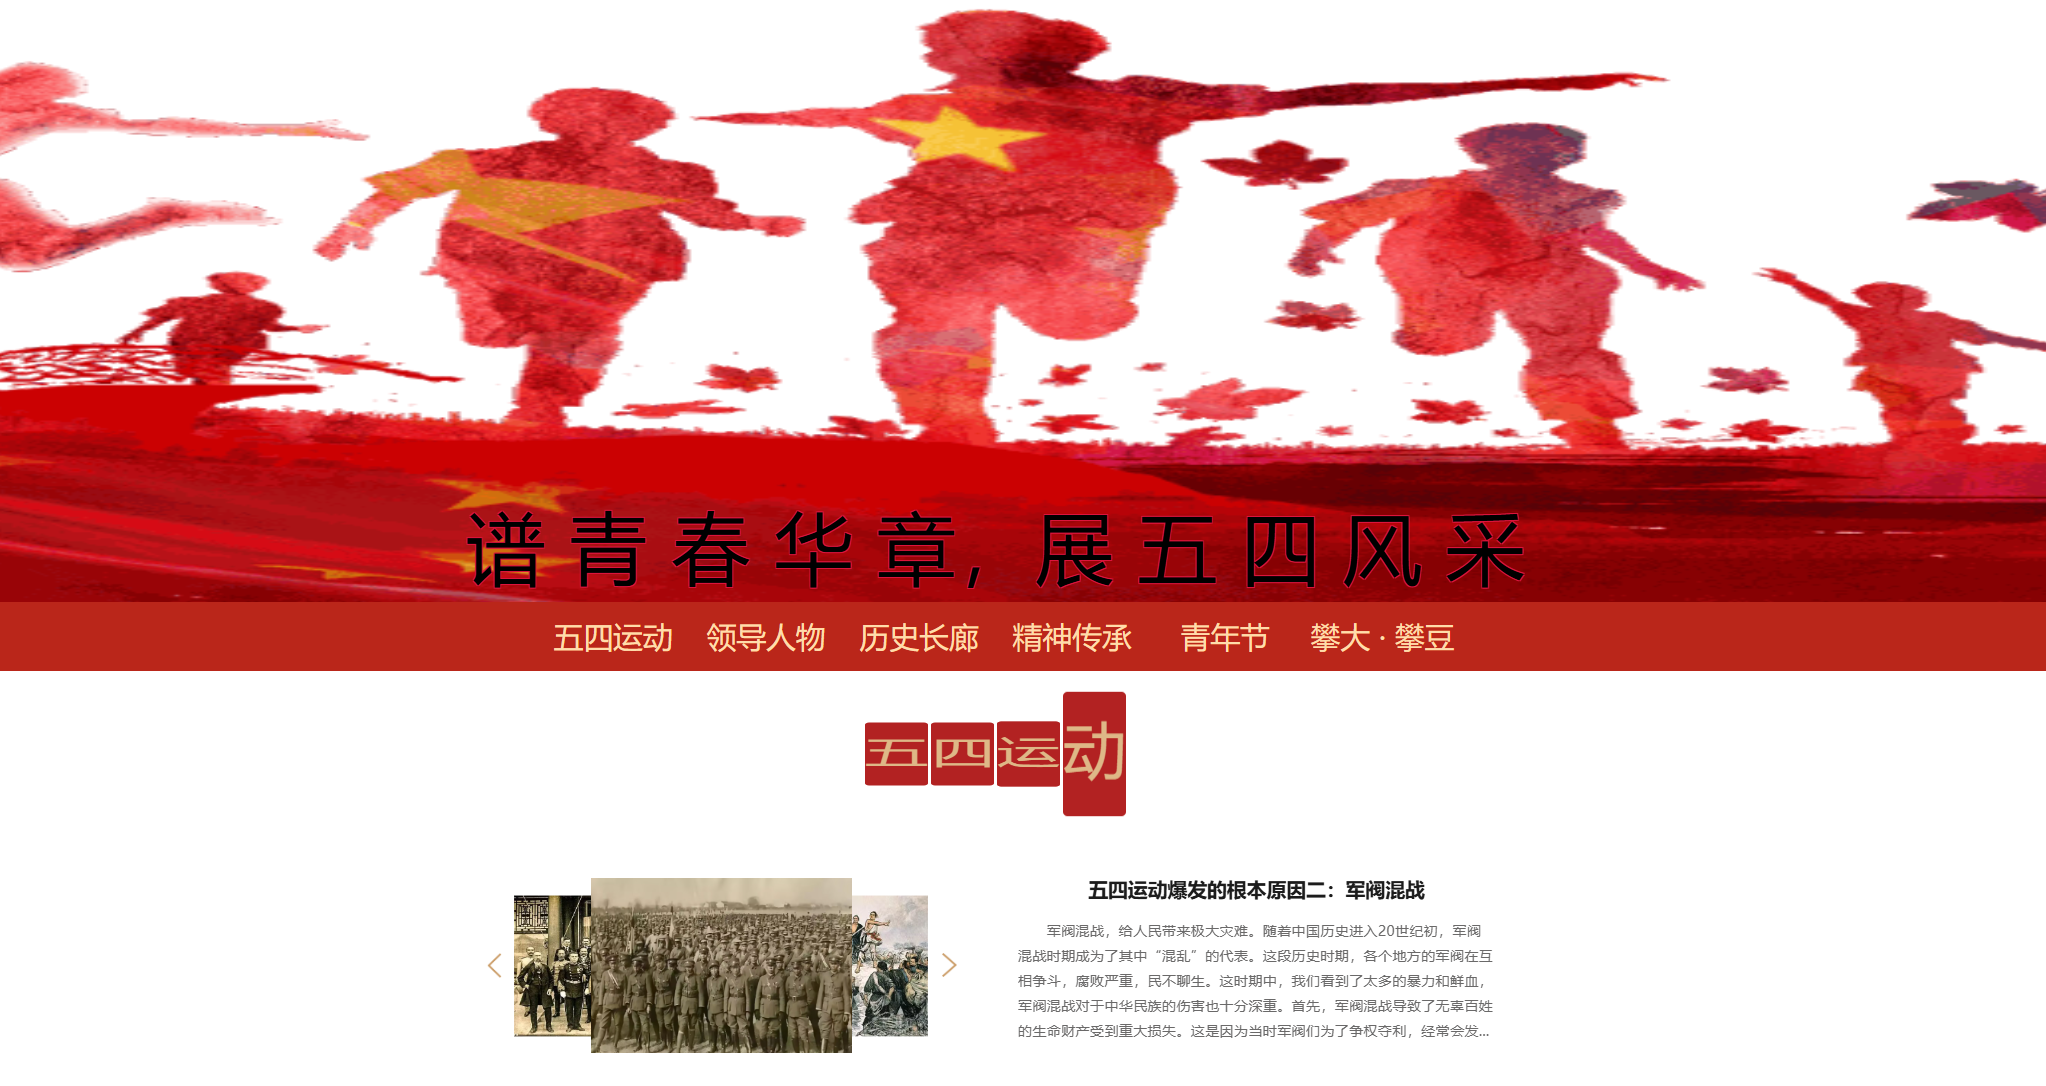 谱青春华章，展五四风采
五四运动 领导人物 历史长廊 精神传承 青年节 攀大 · 攀豆
五四运动
五四运动爆发的根本原因二：军阀混战
军阀混战，给人民带来极大灾难。随着中国历史进入20世纪初，军阀
混战时期成为了其中“混乱”的代表。这段历史时期，各个地方的军阀在互
相争斗，腐败严重，民不聊生。这时期中，我们看到了太多的暴力和鲜血，
军阀混战对于中华民族的伤害也十分深重。首先，军阀混战导致了无辜百姓
的生命财产受到重大损失。这是因为当时军阀们为了争权夺利，经常会发...